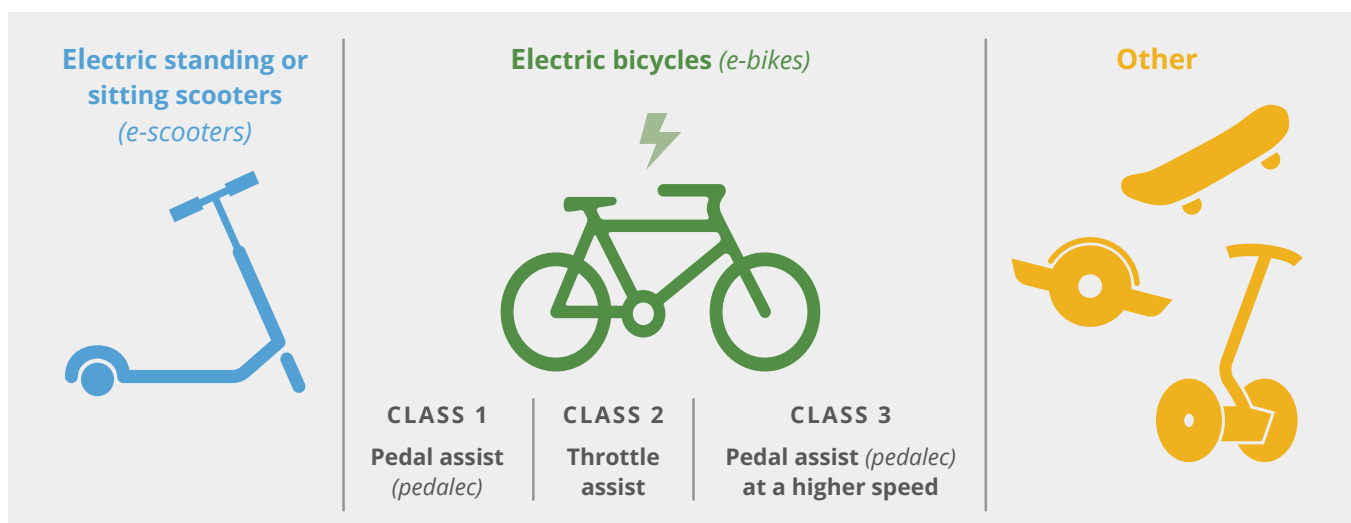 Electric standing or
sitting scooters
(e-scooters)
Electric bicycles (e-bikes)
CLASS 1
Pedal assist
(pedalec)
CLASS 2
Throttle
assist
CLASS 3
Pedal assist (pedalec)
at a higher speed
Other